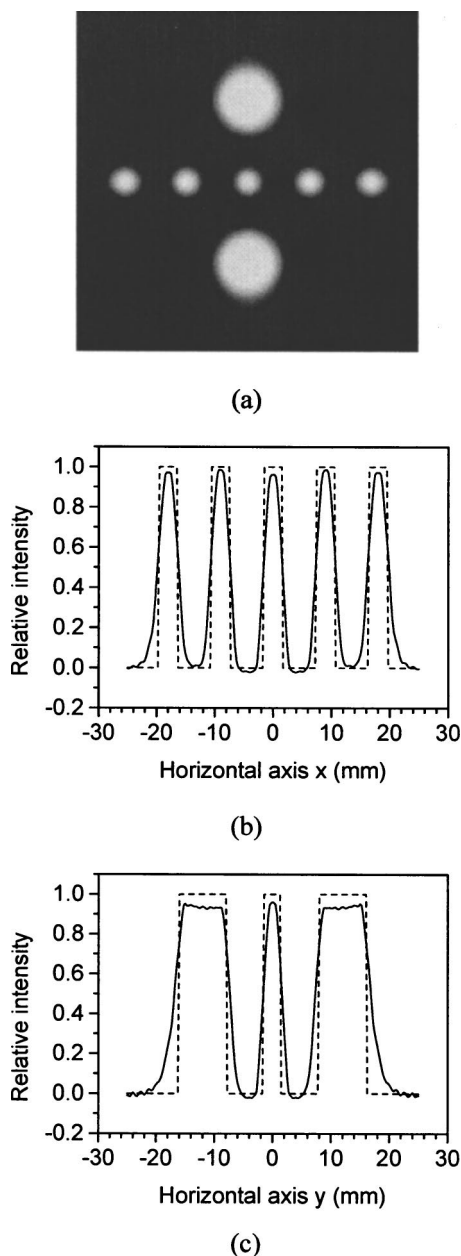 (a)
1.0
0.8
0.6
0.4
0.2
0.0
-0.2
Relative intensity
-30 -20 -10 0 10 20 30
Horizontal axis x (mm)
(b)
1.0
0.8
0.6
0.4
0.2
0.0
-0.2
Relative intensity
-30 -20 -10 0 10 20 30
Horizontal axis y (mm)
(c)